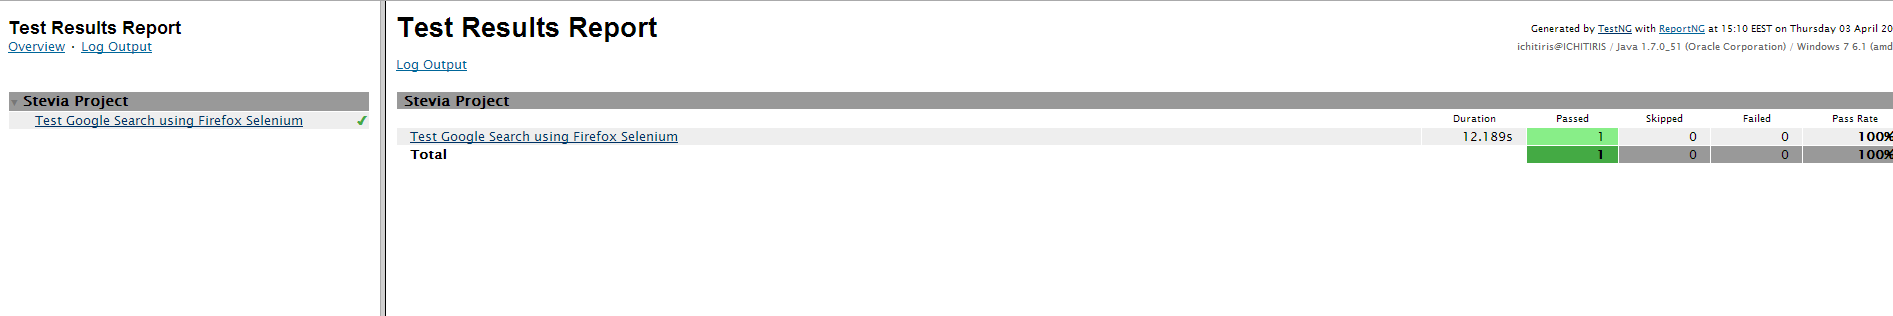 Test Results Report
Overview · Log Output
Stevia Project
Test Google Search using Firefox Selenium
Test Results Report
Generated by TestNG with ReportNG at 15:10 EEST on Thursday 03 April 20
ichitiris@ICHITIRIS / Java 1.7.0_51 (Oracle Corporation) / Windows 7 6.1 (amd
Log Output
Stevia Project
Duration Passed Skipped Failed Pass Rate
Test Google Search using Firefox Selenium 12.189s 1 0 0 100%
Total 1 0 0 100%